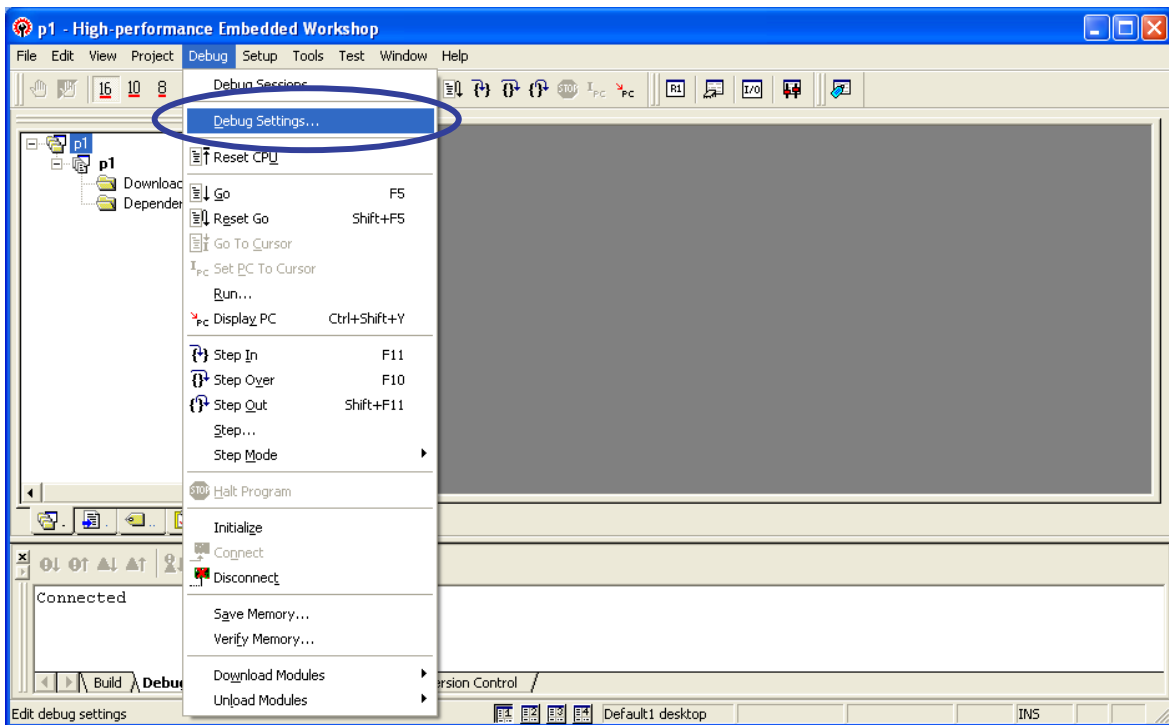 p1 - High-performance Embedded Workshop
File Edit View Project Debug Setup Tools Test Window Help
16 10 8
STOP
PC
PC
R1
I/O
Debug Sessions...
Debug Settings...
Reset CPU
Go F5
Reset Go Shift+F5
Go To Cursor
Set PC To Cursor
Run...
Display PC Ctrl+Shift+Y
Step In F11
Step Over F10
Step Out Shift+F11
Step...
Step Mode
STOP Halt Program
Initialize
Connect
Disconnect
Save Memory...
Verify Memory...
Download Modules
Unload Modules
p1
p1
Connected
Build
Control
Edit debug settings
Default1 desktop
INS